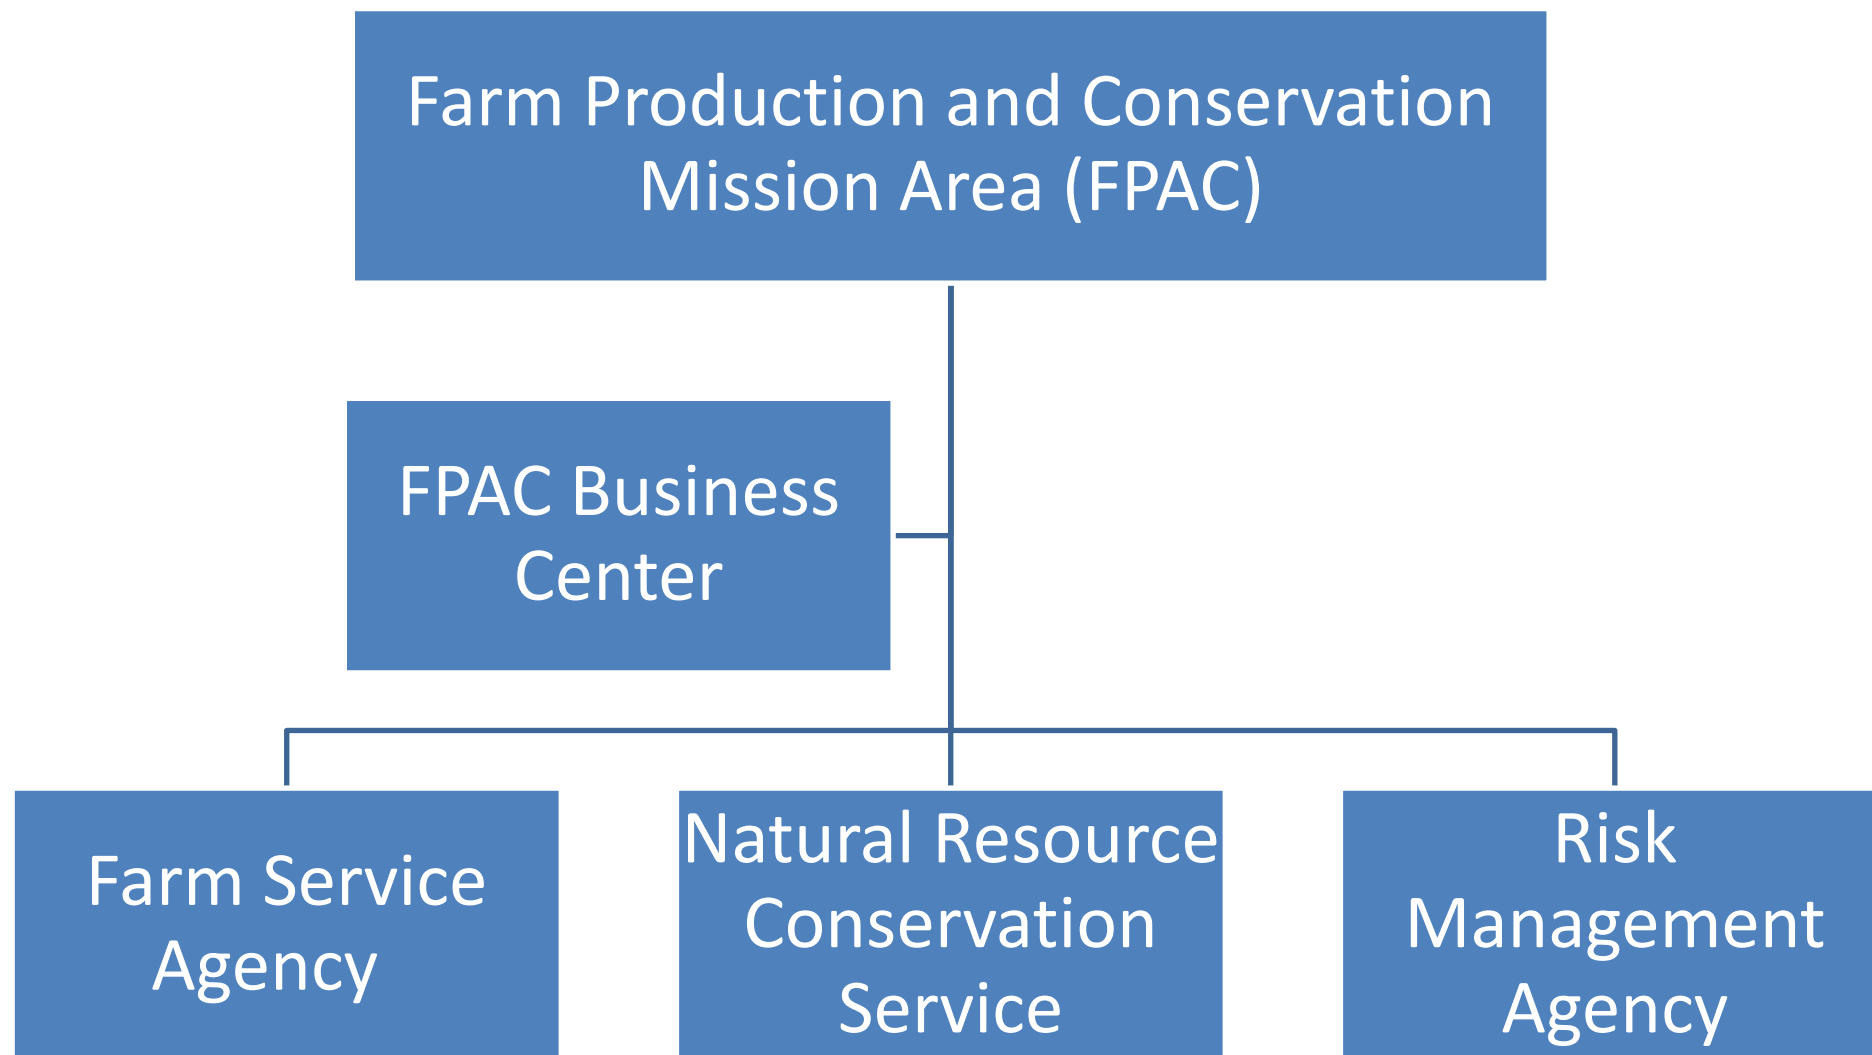 Farm Production and Conservation
Mission Area (FPAC)
FPAC Business
Center
Farm Service
Agency
Natural Resource
Conservation
Service
Risk
Management
Agency